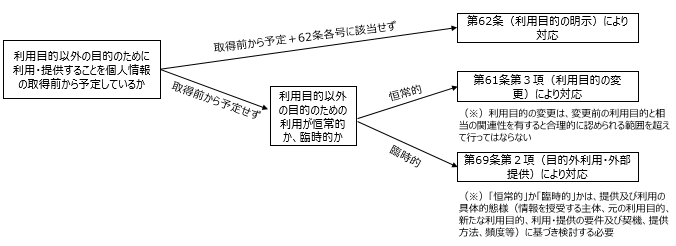 取得前から予定＋62条各号に該当せず
第62条（利用目的の明示）により
対応
利用目的以外の目的のために
利用・提供することを個人情報
の取得前から予定しているか
取得前から予定せず
利用目的以外
の目的のための
利用が恒常的
か、臨時的か
恒常的
第61条第３項（利用目的の変
更）により対応
（※）利用目的の変更は、変更前の利用目的と相
当の関連性を有すると合理的に認められる範囲を超え
て行ってはならない
臨時的
第69条第２項（目的外利用・外部
提供）により対応
（※）「恒常的」か「臨時的」かは、提供及び利用の
具体的態様（情報を授受する主体、元の利用目的、
新たな利用目的、利用・提供の要件及び契機、提供
方法、頻度等）に基づき検討する必要